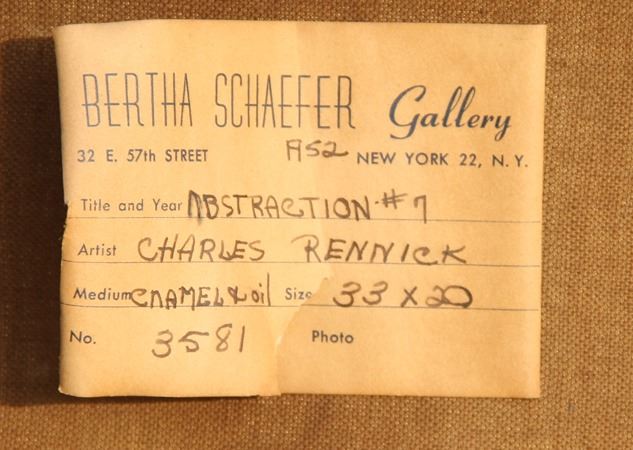 BERTHA SCHAEFER Gallery
32 E. 57th STREET A52 NEW YORK 22, N. Y.
Title and Year ABSTRACTION #7
Artist CHARLES RENNICK
Medium ENAMEL & oil Size 33 x 20
No. 3581 Photo